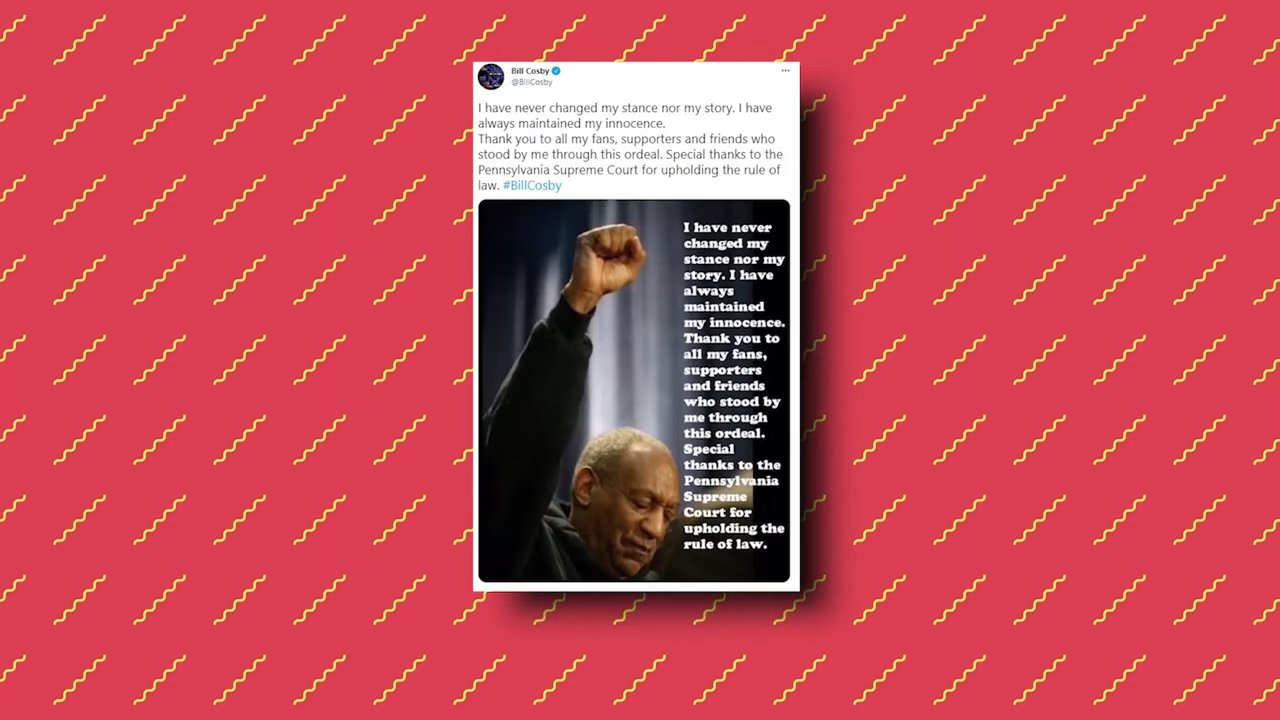 Bill Cosby
@BillCosby
I have never changed my stance nor my story. I have
always maintained my innocence.
Thank you to all my fans, supporters and friends who
stood by me through this ordeal. Special thanks to the
Pennsylvania Supreme Court for upholding the rule of
law. #BillCosby
I have never
changed my
stance nor my
story. I have
always
maintained
my innocence.
Thank you to
all my fans,
supporters
and friends
who stood by
me through
this ordeal.
Special
thanks to the
Pennsylvania
Supreme
Court for
upholding the
rule of law.